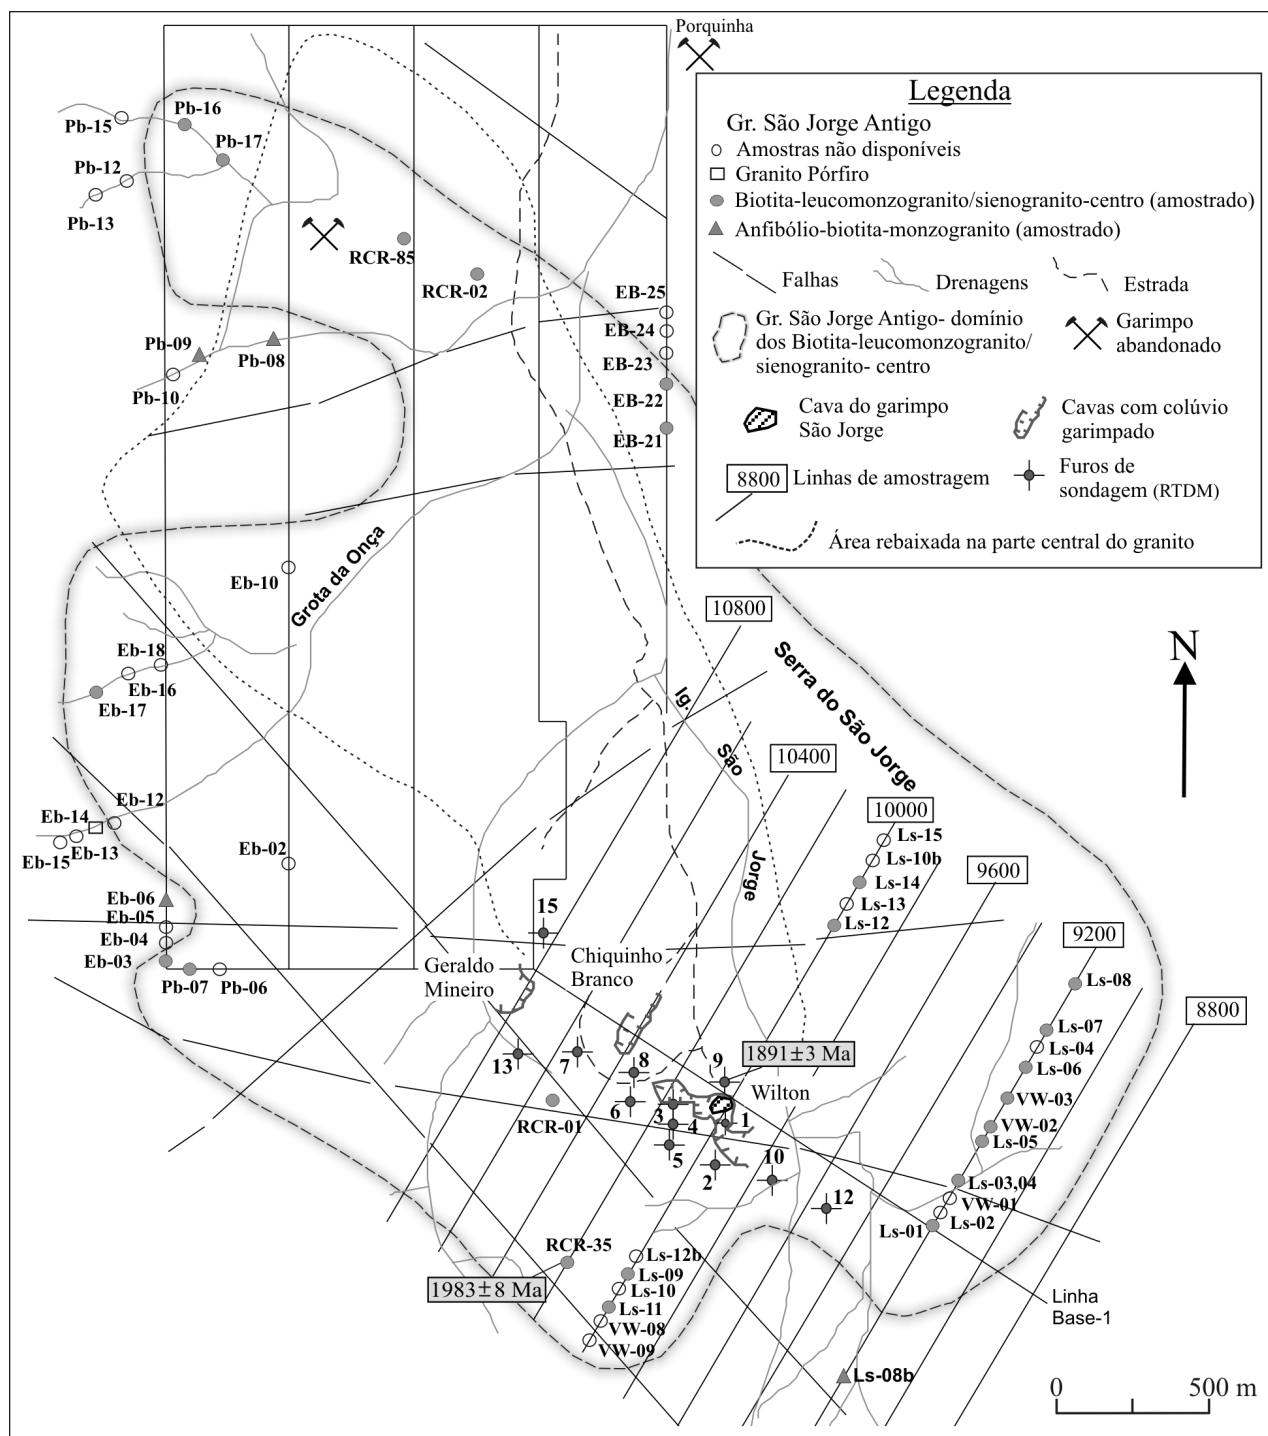 Porquinha
Legenda
Gr. São Jorge Antigo
Amostras não disponíveis
Granito Pórfiro
Biotita-leucomonzogranito/sienogranito-centro (amostrado)
Anfibólio-biotita-monzogranito (amostrado)
Falhas
Drenagens
Estrada
Gr. São Jorge Antigo- domínio
dos Biotita-leucomonzogranito/
sienogranito- centro
Garimpo
abandonado
Cava do garimpo
São Jorge
Cavas com colúvio
garimpado
8800
Linhas de amostragem
Furos de
sondagem (RTDM)
Área rebaixada na parte central do granito
Pb-16
Pb-15
Pb-17
Pb-12
Pb-13
RCR-85
RCR-02
EB-25
EB-24
EB-23
EB-22
EB-21
Pb-09
Pb-08
Pb-10
Grota da Onça
Eb-10
10800
N
Eb-18
Eb-16
Eb-17
Serra do São Jorge
Ig.
São
Jorge
10400
Eb-12
Eb-14
Eb-13
Eb-15
Eb-02
10000
Ls-15
Ls-10b
Ls-14
Ls-13
Ls-12
9600
Eb-06
Eb-05
Eb-04
Eb-03
Pb-07
Pb-06
15
Geraldo
Mineiro
Chiquinho
Branco
9200
Ls-08
8800
Ls-07
Ls-04
Ls-06
VW-03
VW-02
Ls-05
Ls-03,04
VW-01
Ls-02
Ls-01
1891±3 Ma
Wilton
13
7
8
9
6
3
4
1
5
2
10
12
RCR-01
RCR-35
1983±8 Ma
Ls-12b
Ls-09
Ls-10
Ls-11
VW-08
VW-09
Linha
Base-1
Ls-08b
0
500 m